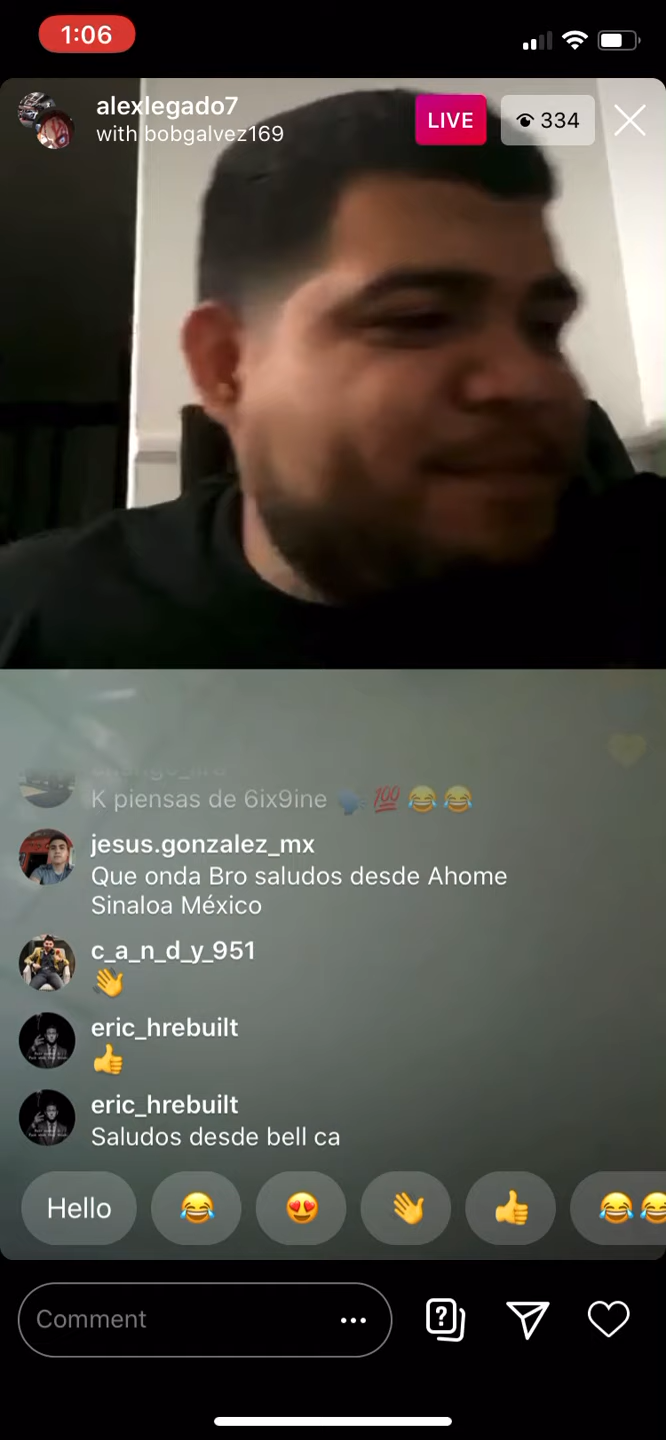 1:06
alexlegado7
with bobgalvez169
LIVE
334
K piensas de 6ix9ine 🗣️💯😂😂
jesus.gonzalez_mx
Que onda Bro saludos desde Ahome
Sinaloa México
c_a_n_d_y_951
👋
eric_hrebuilt
👍
eric_hrebuilt
Saludos desde bell ca
Hello 😂 😍 👋 👍 😂😂
Comment